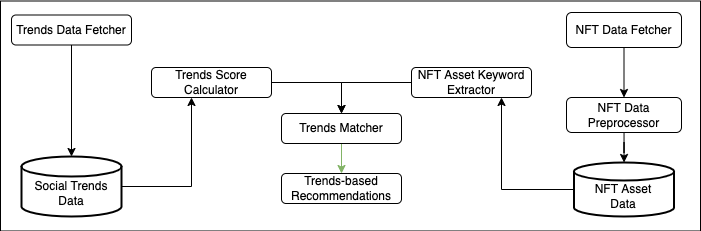 Trends Data Fetcher
NFT Data Fetcher
Trends Score
Calculator
NFT Asset Keyword
Extractor
NFT Data
Preprocessor
Trends Matcher
Social Trends
Data
Trends-based
Recommendations
NFT Asset
Data